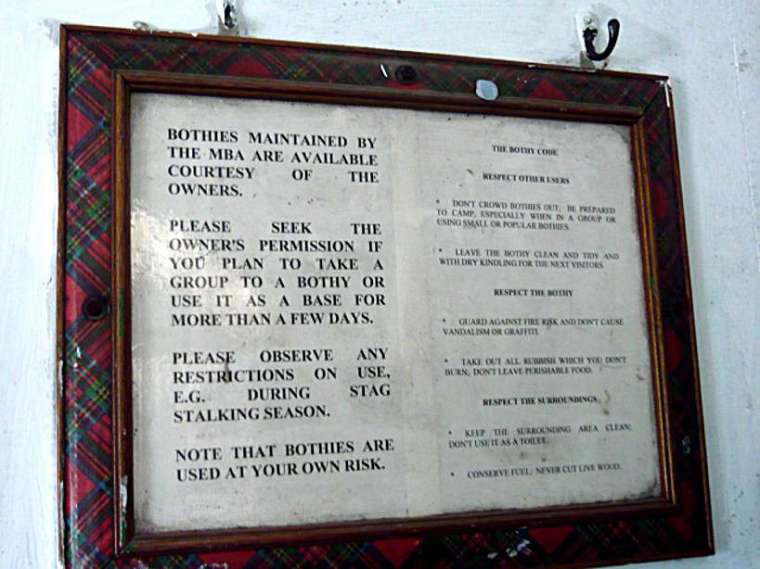 BOTHIES MAINTAINED BY
THE MBA ARE AVAILABLE
COURTESY OF THE
OWNERS.
PLEASE SEEK THE
OWNER'S PERMISSION IF
YOU PLAN TO TAKE A
GROUP TO A BOTHY OR
USE IT AS A BASE FOR
MORE THAN A FEW DAYS.
PLEASE OBSERVE ANY
RESTRICTIONS ON USE,
E.G. DURING STAG
STALKING SEASON.
NOTE THAT BOTHIES ARE
USED AT YOUR OWN RISK.
THE BOTHY CODE
RESPECT OTHER USERS
* DON'T CROWD BOTHIES OUT; BE PREPARED
TO CAMP, ESPECIALLY WHEN IN A GROUP OR
USING SMALL OR POPULAR BOTHIES.
* LEAVE THE BOTHY CLEAN AND TIDY AND
WITH DRY KINDLING FOR THE NEXT VISITORS.
RESPECT THE BOTHY
* GUARD AGAINST FIRE RISK AND DON'T CAUSE
VANDALISM OR GRAFFITI.
* TAKE OUT ALL RUBBISH WHICH YOU DON'T
BURN; DON'T LEAVE PERISHABLE FOOD.
RESPECT THE SURROUNDINGS
* KEEP THE SURROUNDING AREA CLEAN;
DON'T USE IT AS A TOILET.
* CONSERVE FUEL; NEVER CUT LIVE WOOD.